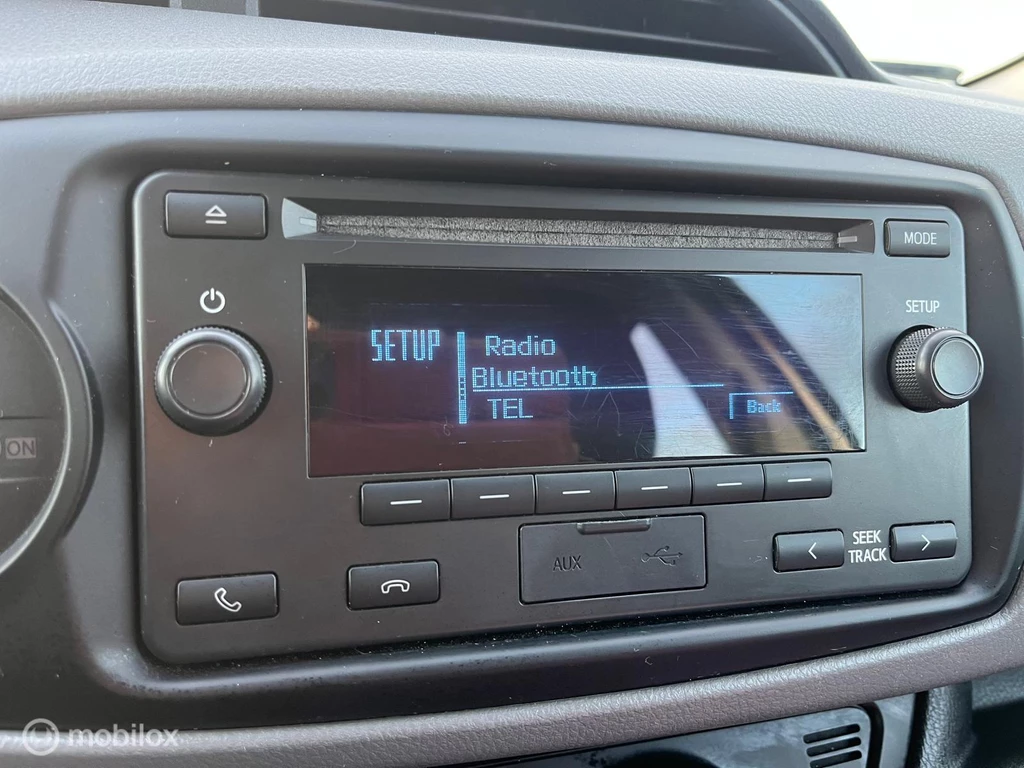 MODE
SETUP
SETUP
Radio
Bluetooth
TEL
Back
ON
AUX
SEEK
TRACK
mobilox